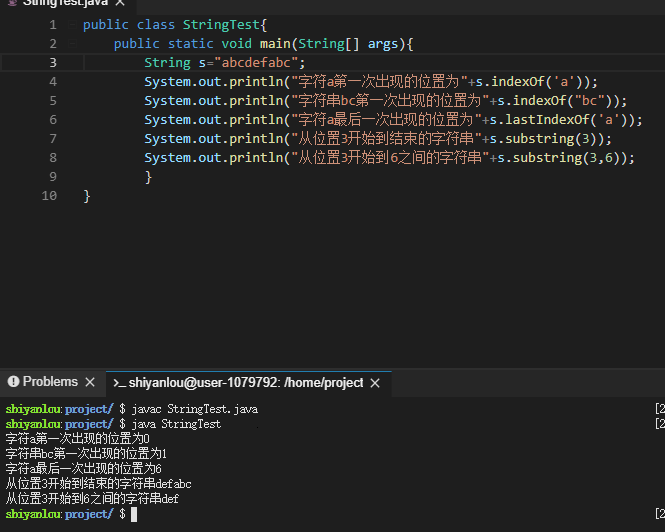 StringTest.java
1 public class StringTest{
2 public static void main(String[] args){
3 String s="abcdefabc";
4 System.out.println("字符a第一次出现的位置为"+s.indexOf('a'));
5 System.out.println("字符串bc第一次出现的位置为"+s.indexOf("bc"));
6 System.out.println("字符a最后一次出现的位置为"+s.lastIndexOf('a'));
7 System.out.println("从位置3开始到结束的字符串"+s.substring(3));
8 System.out.println("从位置3开始到6之间的字符串"+s.substring(3,6));
9 }
10 }
Problems shiyanlou@user-1079792: /home/project
shiyanlou:project/ $ javac StringTest.java [2
shiyanlou:project/ $ java StringTest [2
字符a第一次出现的位置为0
字符串bc第一次出现的位置为1
字符a最后一次出现的位置为6
从位置3开始到结束的字符串defabc
从位置3开始到6之间的字符串def
shiyanlou:project/ $ [2